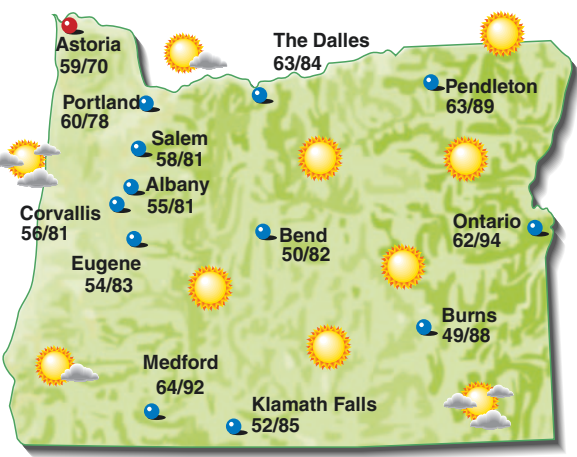 Astoria
59/70
The Dalles
63/84
Pendleton
63/89
Portland
60/78
Salem
58/81
Albany
55/81
Corvallis
56/81
Ontario
62/94
Bend
50/82
Eugene
54/83
Burns
49/88
Medford
64/92
Klamath Falls
52/85